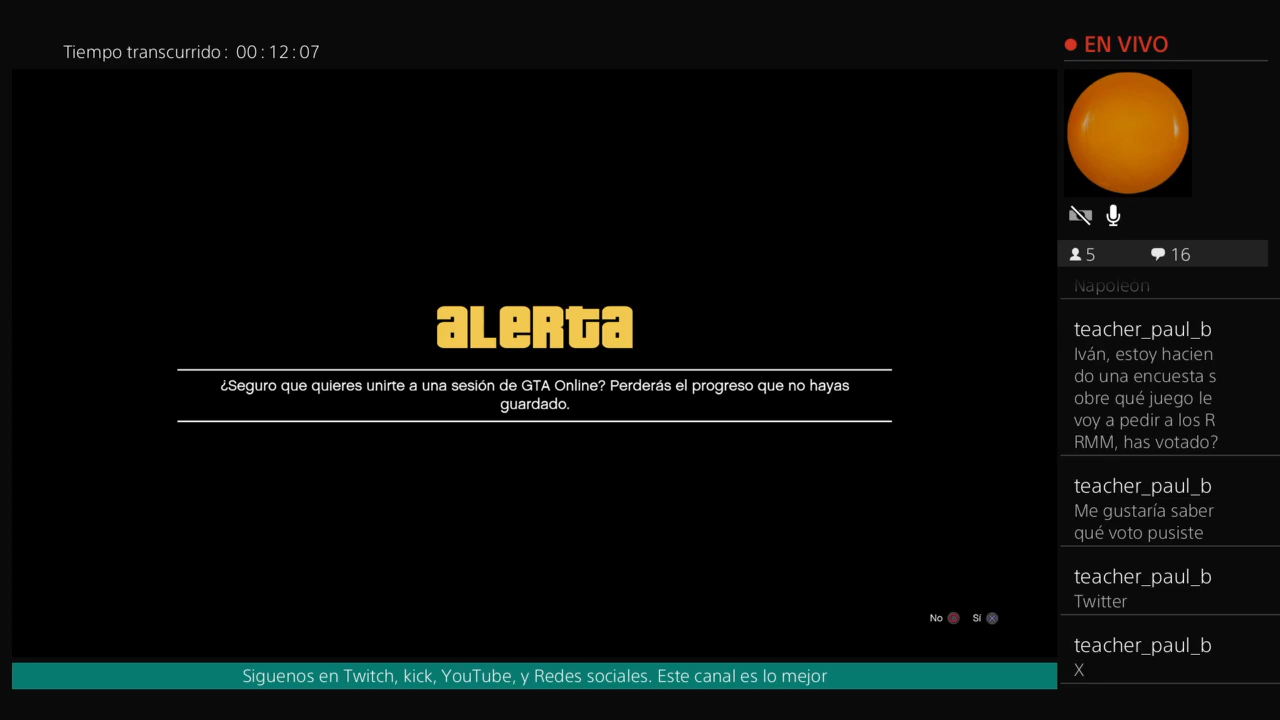 Tiempo transcurrido: 00:12:07
EN VIVO
5 16
Napoleón
teacher_paul_b
Iván, estoy hacien
do una encuesta s
obre qué juego le
voy a pedir a los R
RMM, has votado?
teacher_paul_b
Me gustaría saber
qué voto pusiste
teacher_paul_b
Twitter
teacher_paul_b
X
ALERTA
¿Seguro que quieres unirte a una sesión de GTA Online? Perderás el progreso que no hayas
guardado.
No Sí
Siguenos en Twitch, kick, YouTube, y Redes sociales. Este canal es lo mejor